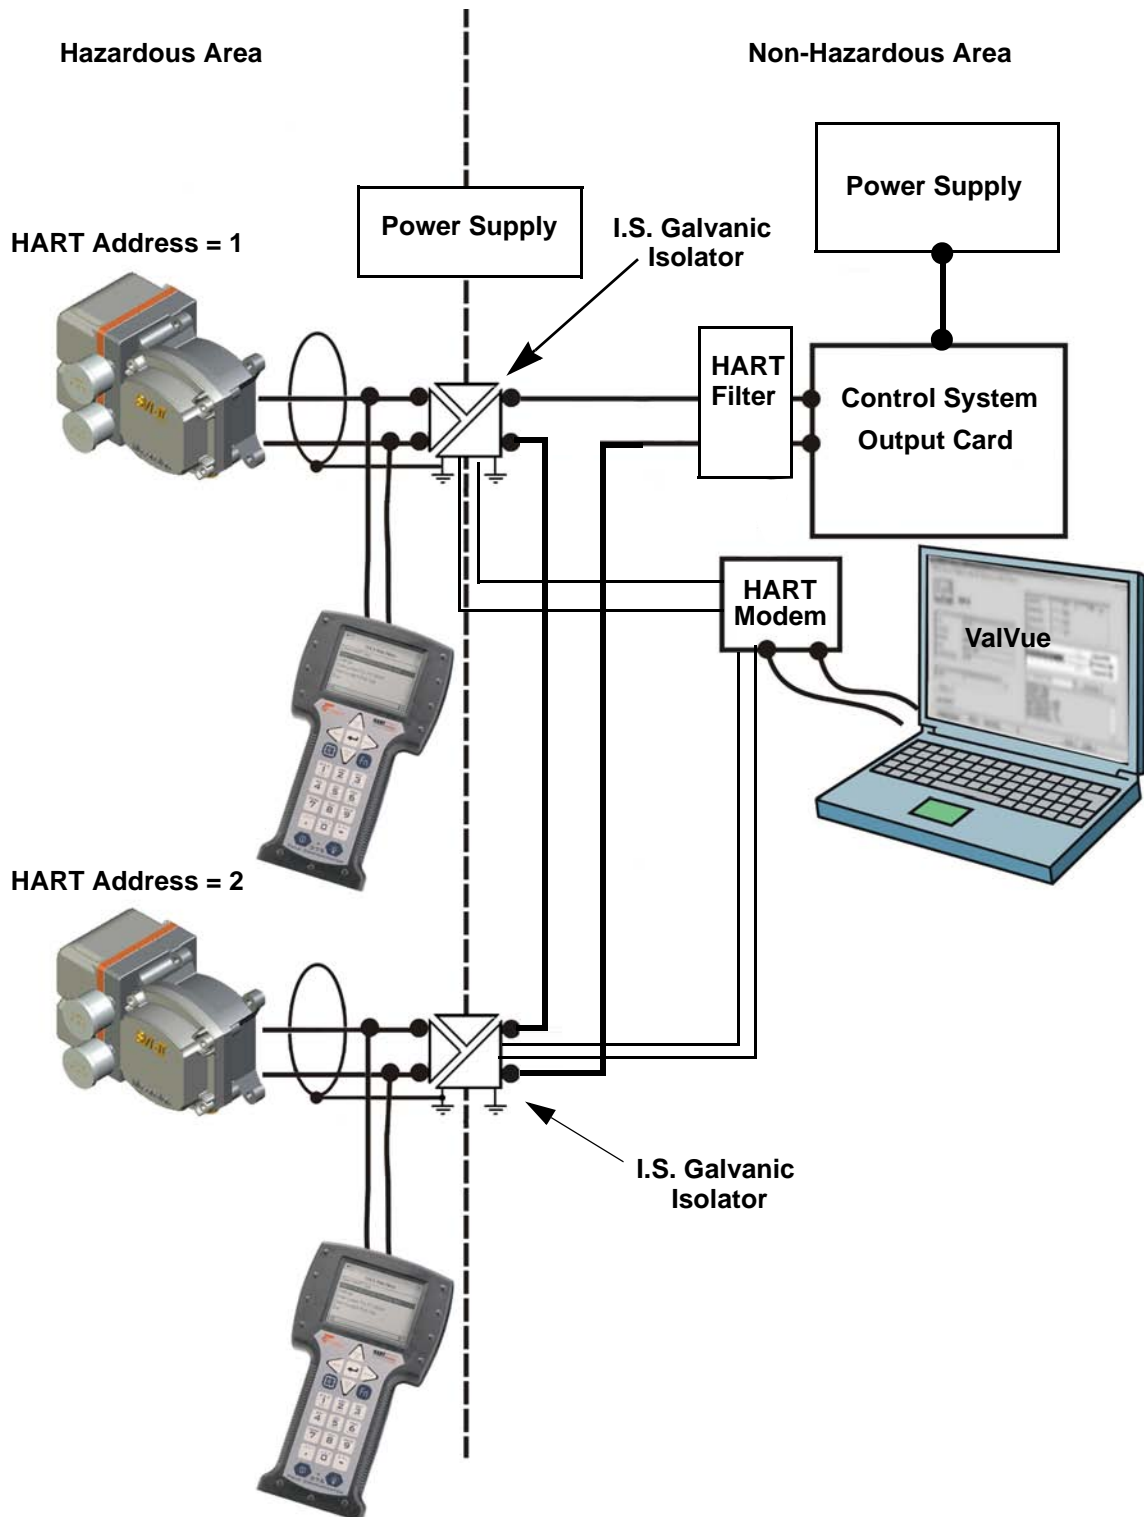 Hazardous Area
Non-Hazardous Area
Power Supply
Power Supply
I.S. Galvanic
Isolator
HART Address = 1
HART
Filter
Control System
Output Card
HART
Modem
ValVue
HART Address = 2
I.S. Galvanic
Isolator